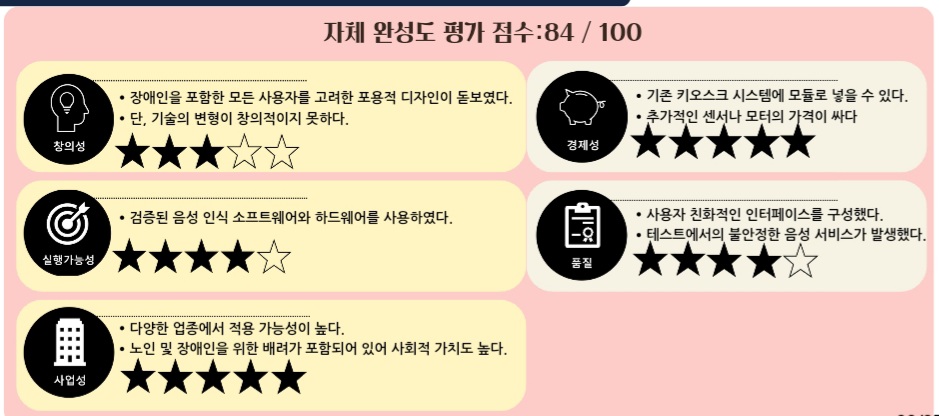 자체 완성도 평가 점수:84 / 100
창의성
• 장애인을 포함한 모든 사용자를 고려한 포용적 디자인이 돋보였다.
• 단, 기술의 변형이 창의적이지 못하다.
★★★☆☆
경제성
• 기존 키오스크 시스템에 모듈로 넣을 수 있다.
• 추가적인 센서나 모터의 가격이 싸다
★★★★★
실행가능성
• 검증된 음성 인식 소프트웨어와 하드웨어를 사용하였다.
★★★★☆
품질
• 사용자 친화적인 인터페이스를 구성했다.
• 테스트에서의 불안정한 음성 서비스가 발생했다.
★★★★☆
사업성
• 다양한 업종에서 적용 가능성이 높다.
• 노인 및 장애인을 위한 배려가 포함되어 있어 사회적 가치도 높다.
★★★★★